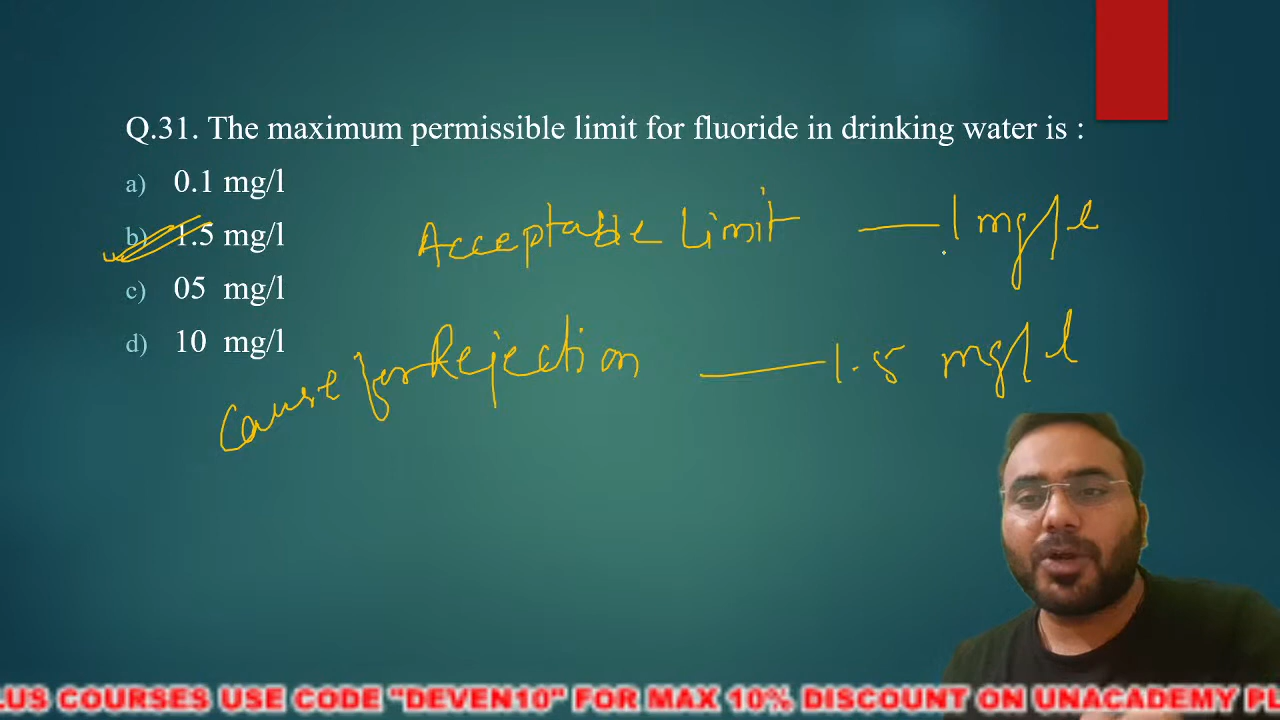 Q.31. The maximum permissible limit for fluoride in drinking water is :
a) 0.1 mg/l
b) 1.5 mg/l
c) 05 mg/l
d) 10 mg/l
Acceptable Limit — 1 mg/l
Cause for Rejection — 1.5 mg/l
LUS COURSES USE CODE "DEVEN10" FOR MAX 10% DISCOUNT ON UNACADEMY PL